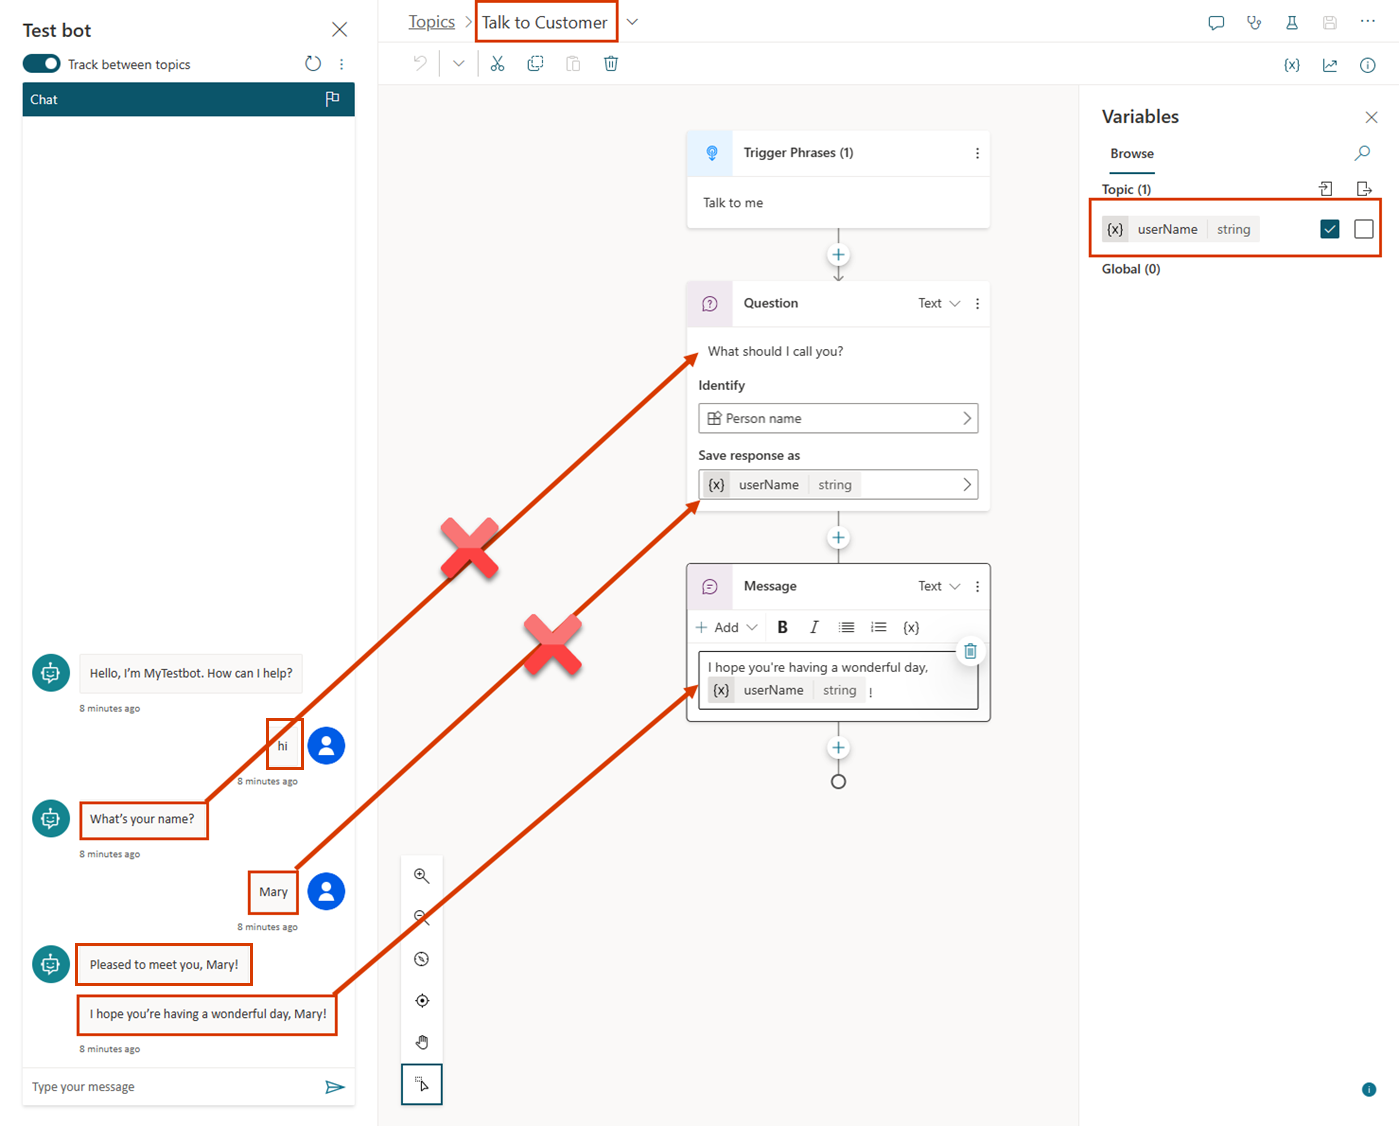 Test bot
Track between topics
Chat
Hello, I'm MyTestbot. How can I help?
8 minutes ago
hi
8 minutes ago
What's your name?
8 minutes ago
Mary
8 minutes ago
Pleased to meet you, Mary!
I hope you're having a wonderful day, Mary!
8 minutes ago
Type your message
Topics > Talk to Customer
Trigger Phrases (1)
Talk to me
Question Text
What should I call you?
Identify
Person name
Save response as
{x} userName string
Message Text
+ Add B I {x}
I hope you're having a wonderful day,
{x} userName string !
{x}
Variables
Browse
Topic (1)
{x} userName string
Global (0)